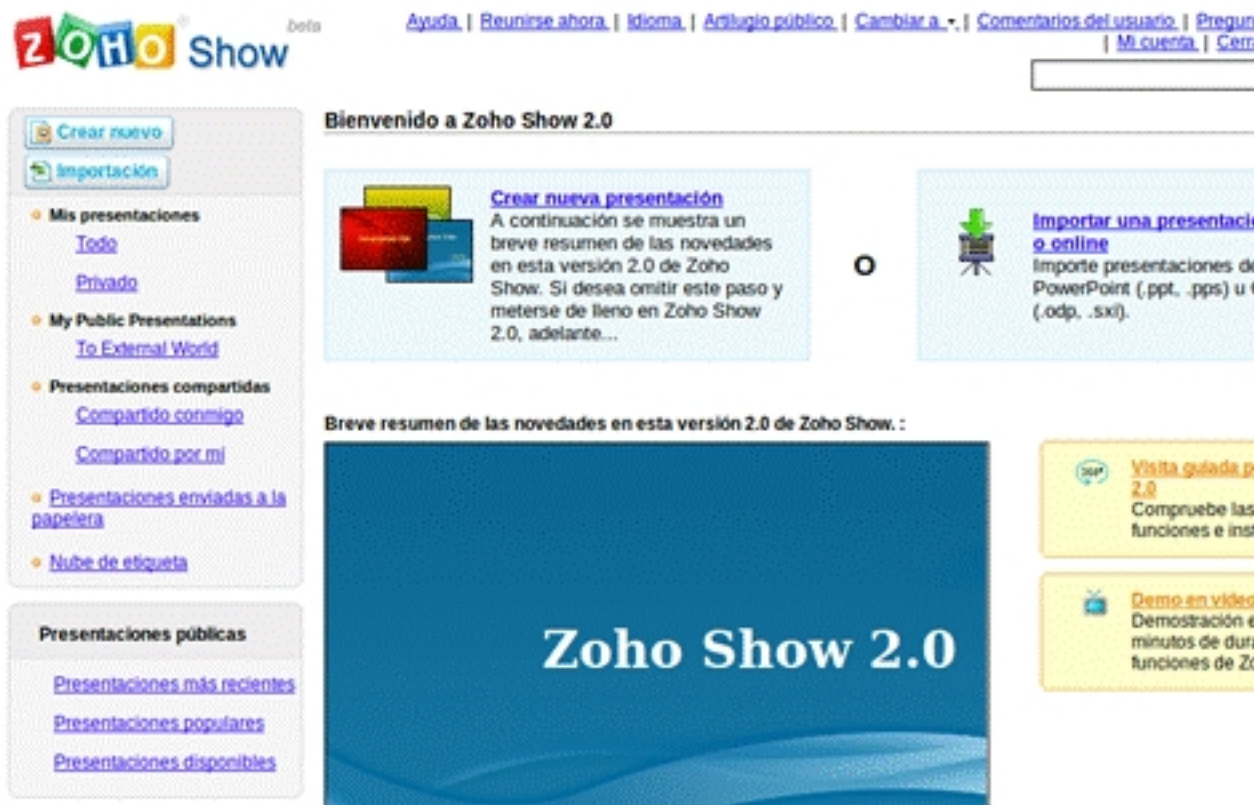 ZOHO Show beta
Ayuda | Reunirse ahora | Idioma | Artilugio público | Cambiar a | Comentarios del usuario |
| Mi cuenta |
Crear nuevo
Importación
Mis presentaciones
Todo
Privado
My Public Presentations
To External World
Presentaciones compartidas
Compartido conmigo
Compartido por mí
Presentaciones enviadas a la
papelera
Nube de etiqueta
Presentaciones públicas
Presentaciones más recientes
Presentaciones populares
Presentaciones disponibles
Bienvenido a Zoho Show 2.0
Crear nueva presentación
A continuación se muestra un
breve resumen de las novedades
en esta versión 2.0 de Zoho
Show. Si desea omitir este paso y
meterse de lleno en Zoho Show
2.0, adelante...
O
Importar una
o online
Importe presentaciones de
PowerPoint (.ppt, .pps) u
(.odp, .sxi).
Breve resumen de las novedades en esta versión 2.0 de Zoho Show. :
Zoho Show 2.0
Visita guiada
2.0
Compruebe las
funciones e
Demo en vídeo
Demostración
minutos de
funciones de